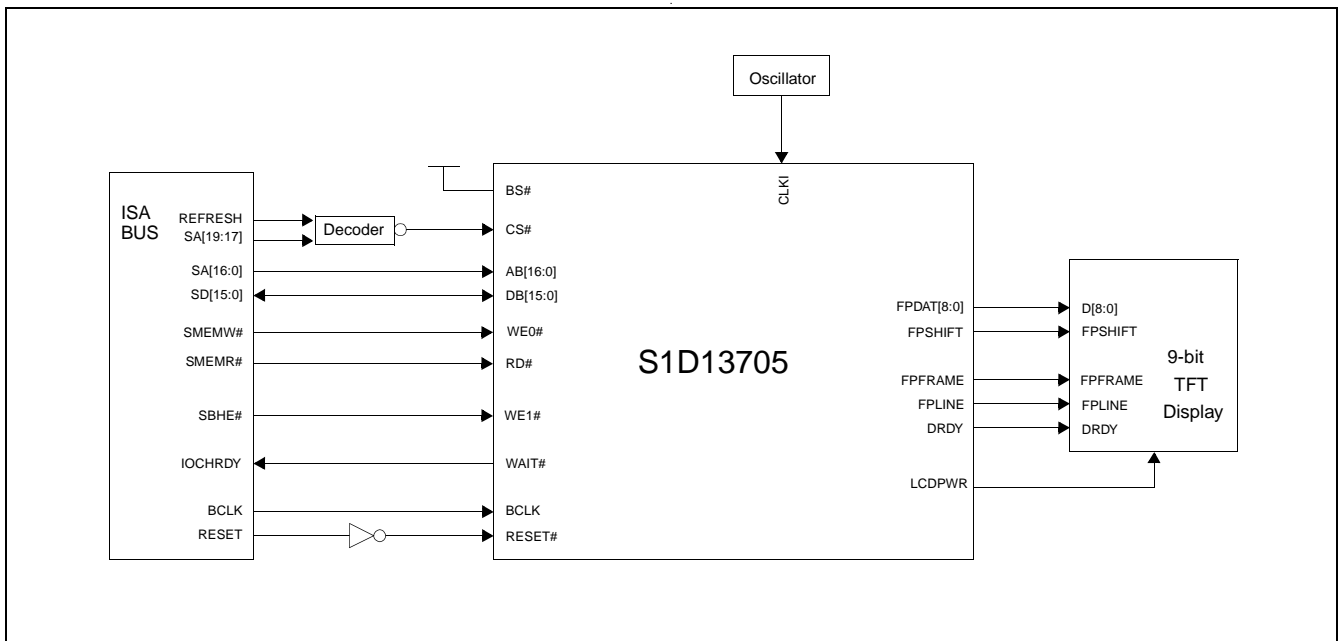 Oscillator
CLKI
ISA
BUS
REFRESH
SA[19:17]
SA[16:0]
SD[15:0]
SMEMW#
SMEMR#
SBHE#
IOCHRDY
BCLK
RESET
Decoder
BS#
CS#
AB[16:0]
DB[15:0]
WE0#
RD#
WE1#
WAIT#
BCLK
RESET#
S1D13705
FPDAT[8:0]
FPSHIFT
FPFRAME
FPLINE
DRDY
LCDPWR
D[8:0]
FPSHIFT
FPFRAME
FPLINE
DRDY
9-bit
TFT
Display